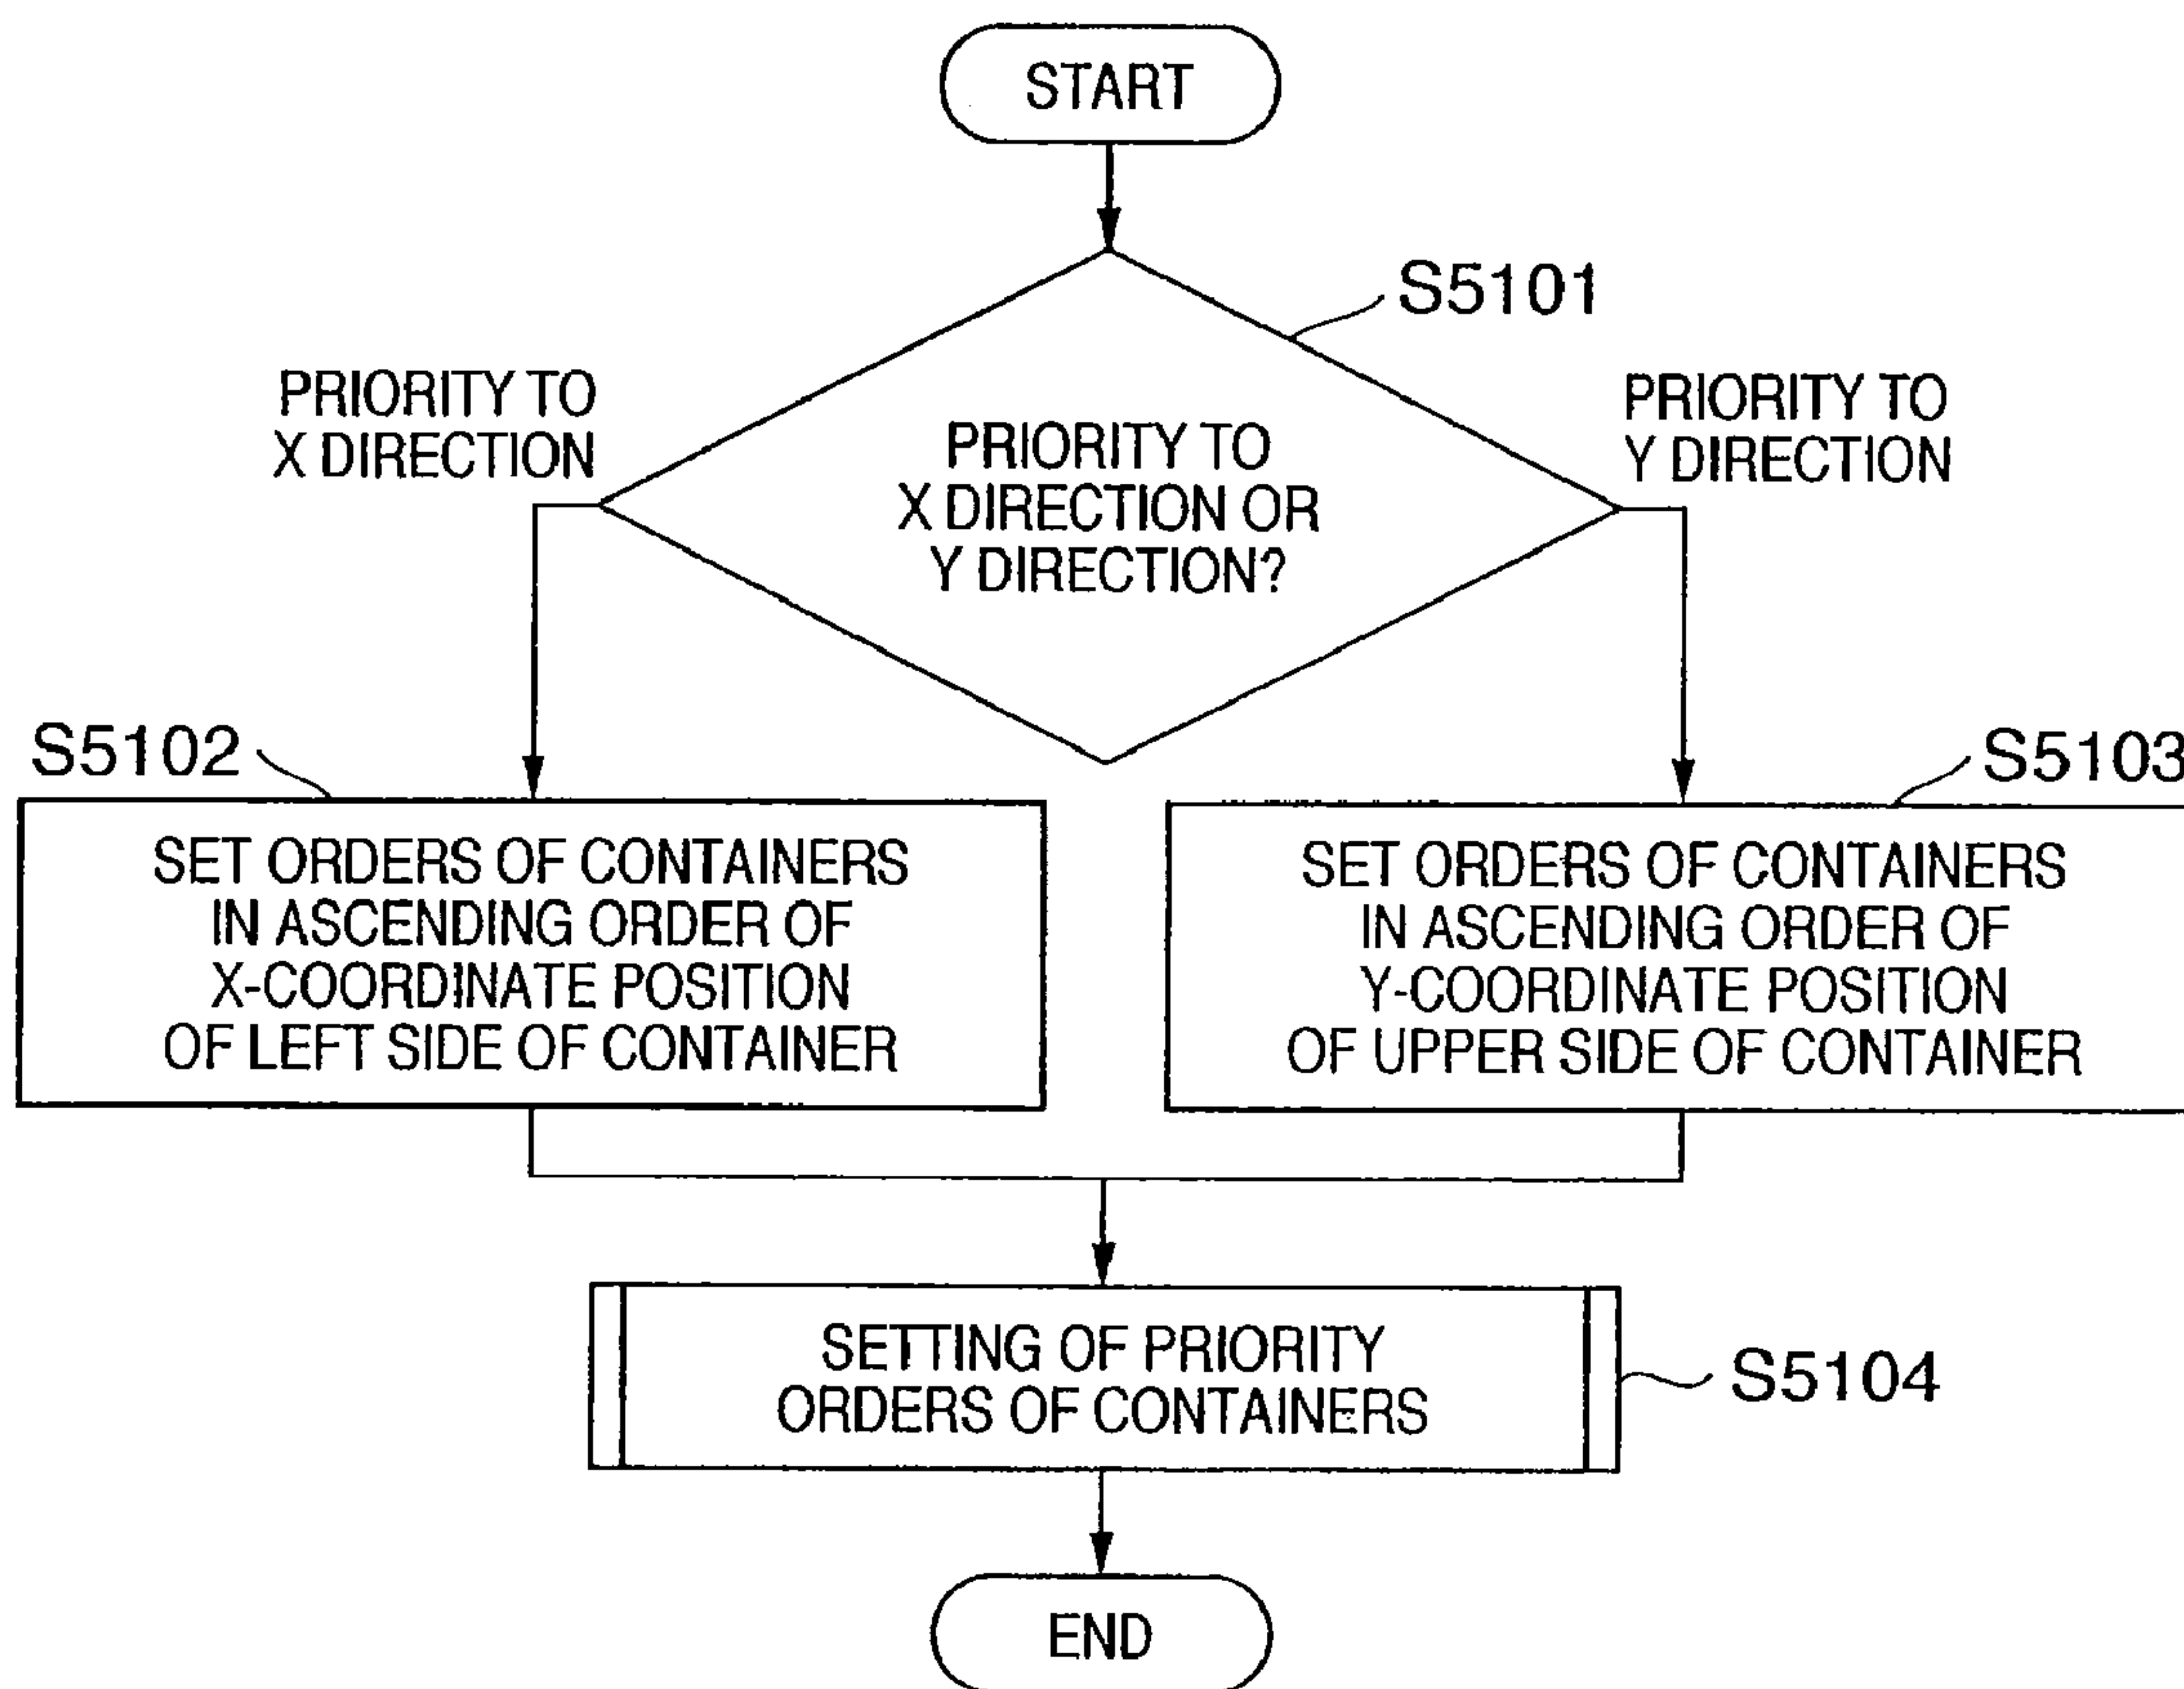 START
S5101
PRIORITY TO
X DIRECTION
PRIORITY TO
X DIRECTION OR
Y DIRECTION?
PRIORITY TO
Y DIRECTION
S5102
SET ORDERS OF CONTAINERS
IN ASCENDING ORDER OF
X-COORDINATE POSITION
OF LEFT SIDE OF CONTAINER
S5103
SET ORDERS OF CONTAINERS
IN ASCENDING ORDER OF
Y-COORDINATE POSITION
OF UPPER SIDE OF CONTAINER
SETTING OF PRIORITY
ORDERS OF CONTAINERS
S5104
END